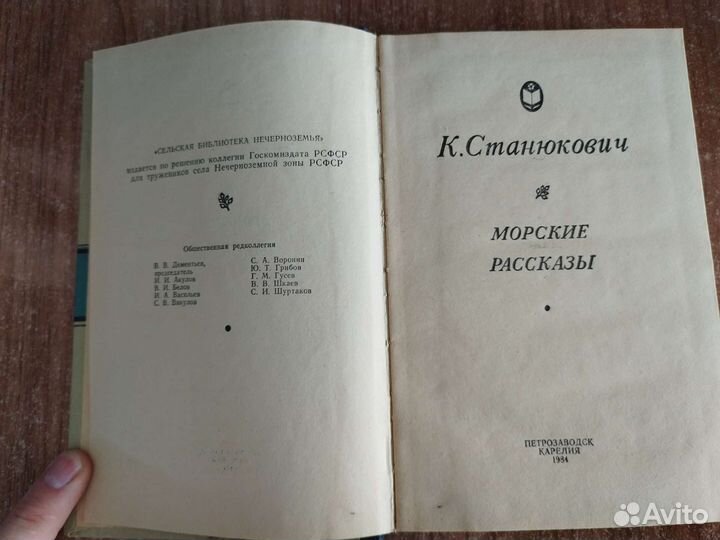 «СЕЛЬСКАЯ БИБЛИОТЕКА НЕЧЕРНОЗЕМЬЯ»
издается по решению коллегии Госкомиздата РСФСР
для тружеников села Нечерноземной зоны РСФСР
Общественная редколлегия
В. В. Дементьев,
председатель
И. И. Акулов
В. И. Белов
И. А. Васильев
С. В. Викулов
С. А. Воронин
Ю. Т. Грибов
Г. М. Гусев
В. В. Шкаев
С. И. Шуртаков
К. Станюкович
МОРСКИЕ
РАССКАЗЫ
ПЕТРОЗАВОДСК
КАРЕЛИЯ
1984
Avito